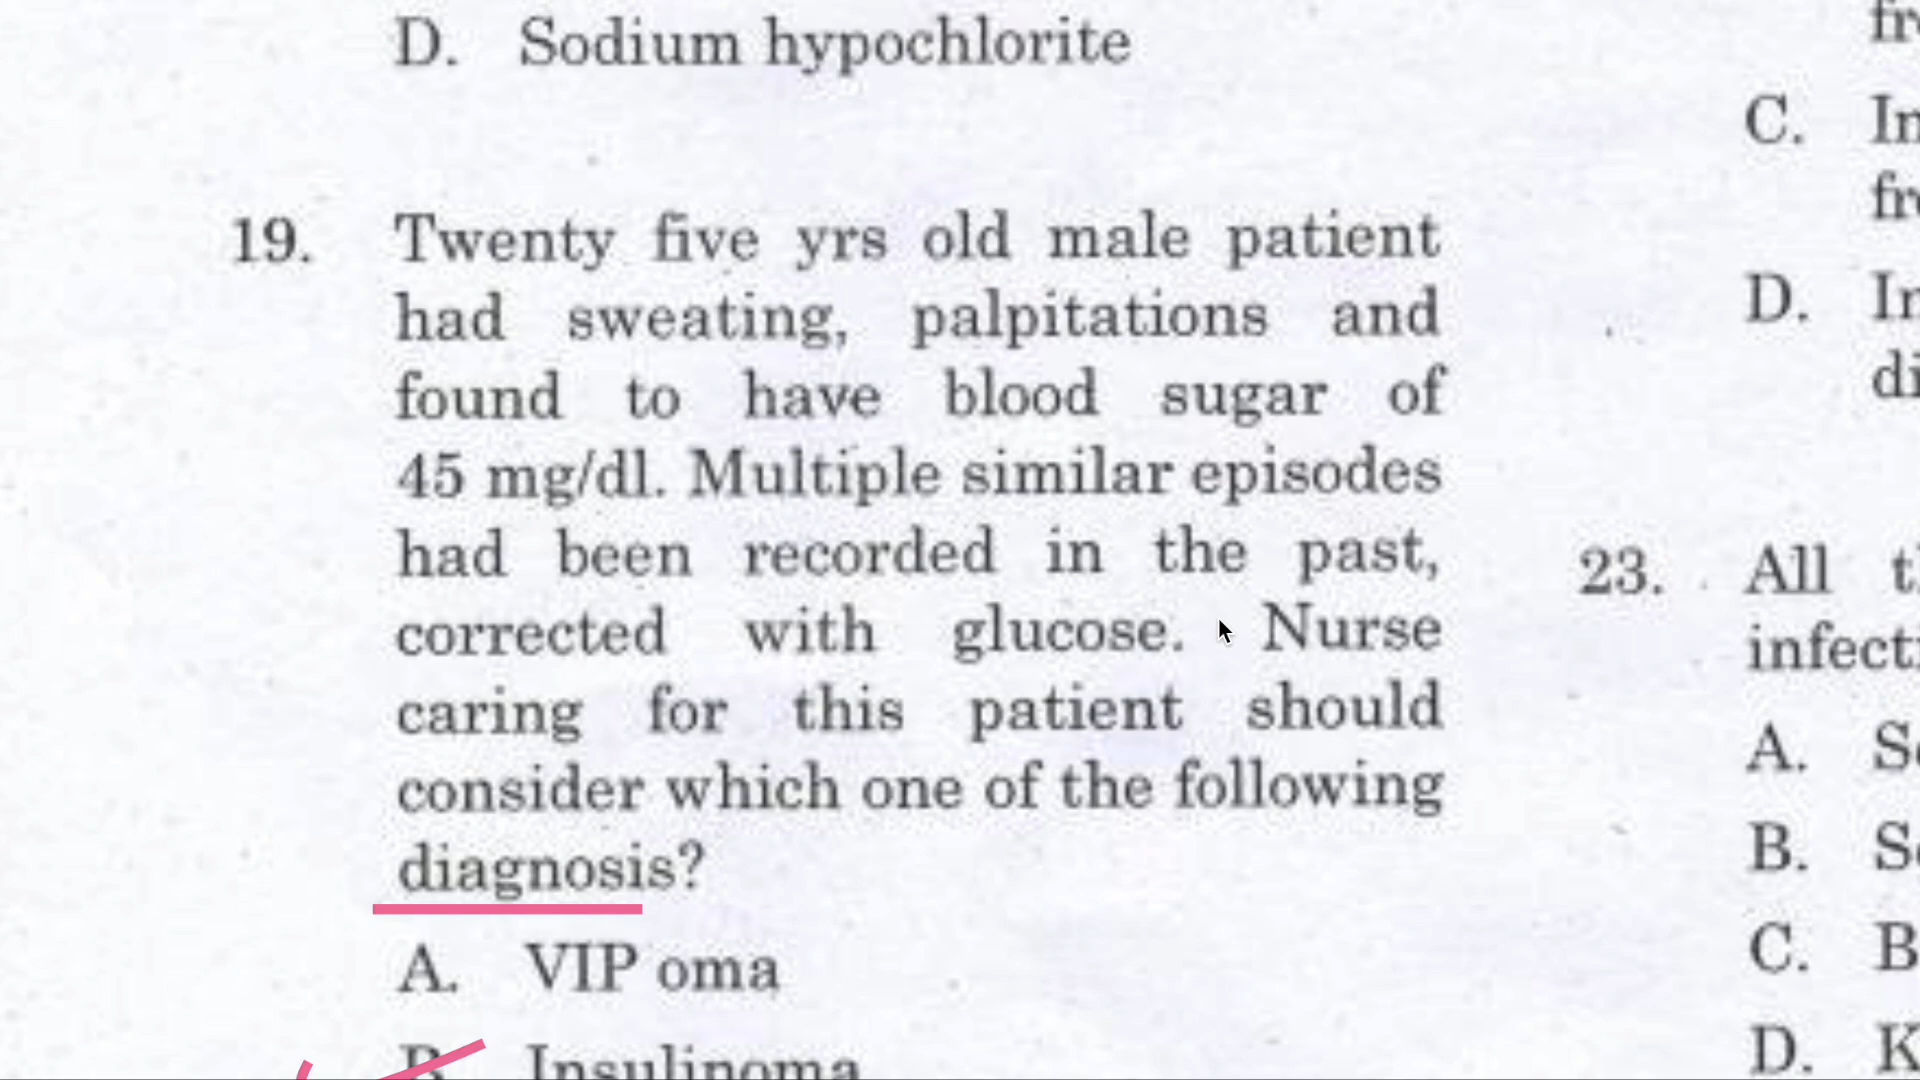 D. Sodium hypochlorite
19. Twenty five yrs old male patient
had sweating, palpitations and
found to have blood sugar of
45 mg/dl. Multiple similar episodes
had been recorded in the past,
corrected with glucose. Nurse
caring for this patient should
consider which one of the following
diagnosis?
A. VIP oma
B. Insulinoma
C.
D.
23. All
A.
B.
C.
D.